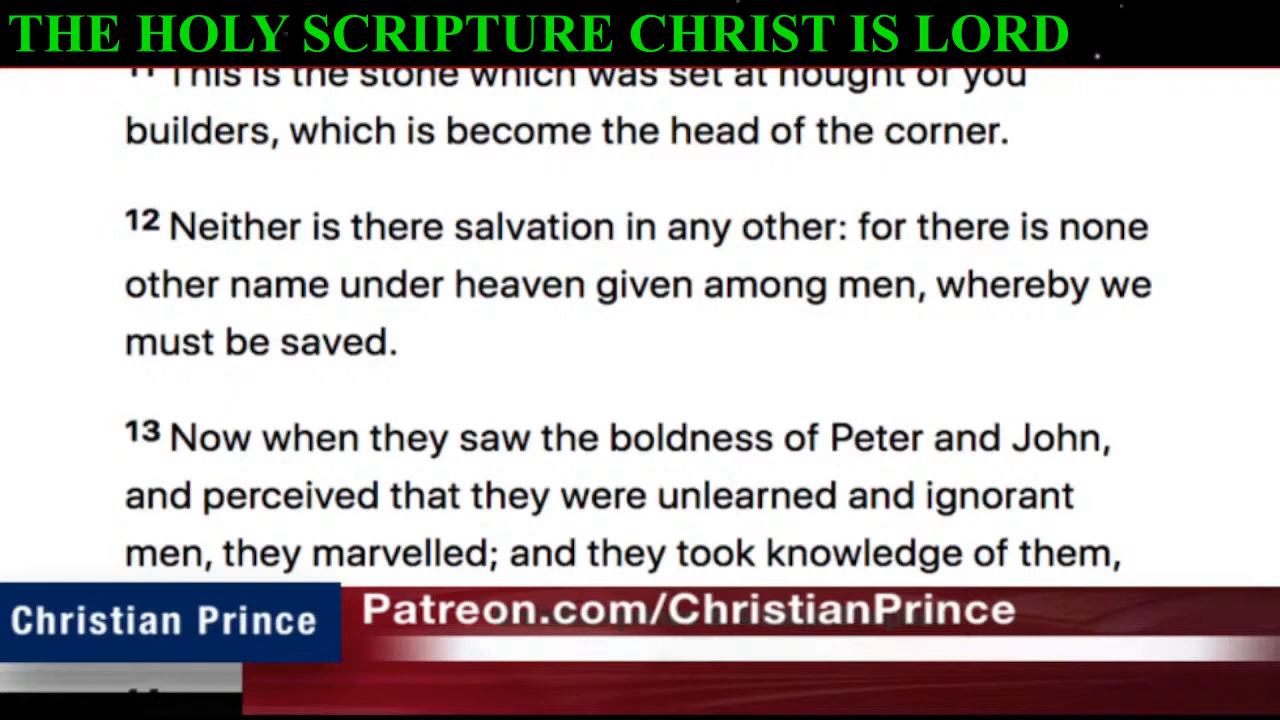 THE HOLY SCRIPTURE CHRIST IS LORD
11 This is the stone which was set at nought of you
builders, which is become the head of the corner.
12 Neither is there salvation in any other: for there is none
other name under heaven given among men, whereby we
must be saved.
13 Now when they saw the boldness of Peter and John,
and perceived that they were unlearned and ignorant
men, they marvelled; and they took knowledge of them,
Christian Prince
Patreon.com/ChristianPrince